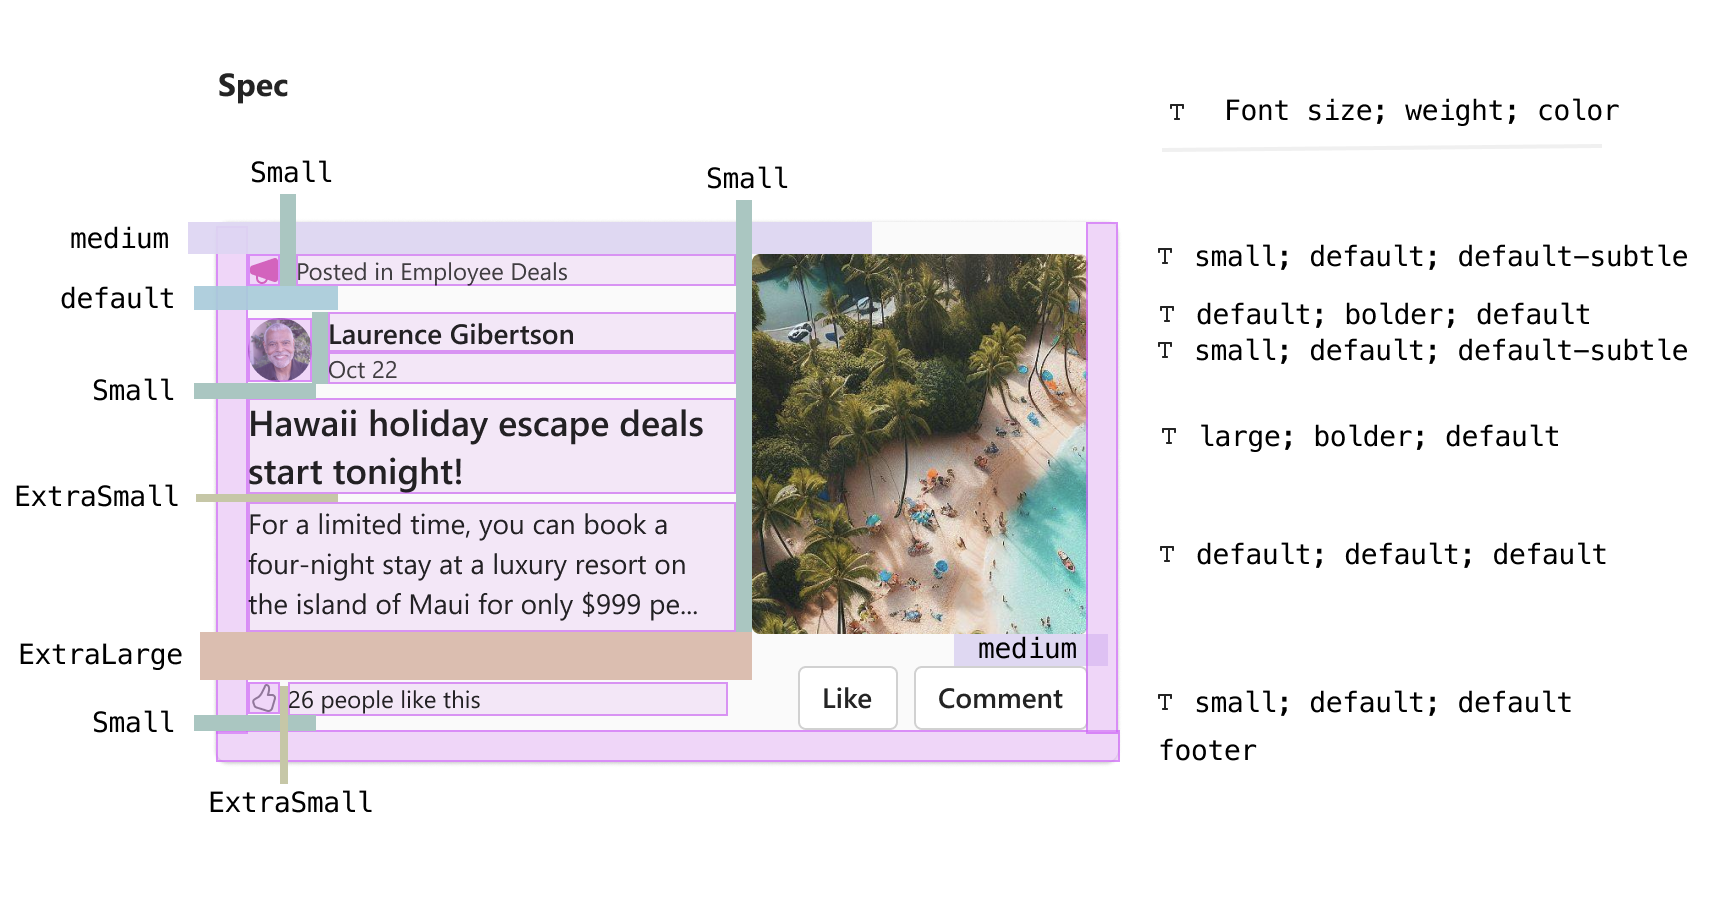 Spec
T Font size; weight; color
Small
Small
medium
T small; default; default-subtle
Posted in Employee Deals
default
T default; bolder; default
Laurence Gibertson
T small; default; default-subtle
Oct 22
Small
Hawaii holiday escape deals
start tonight!
T large; bolder; default
ExtraSmall
For a limited time, you can book a
four-night stay at a luxury resort on
the island of Maui for only $999 pe...
T default; default; default
ExtraLarge
medium
26 people like this
Like
Comment
T small; default; default
Small
footer
ExtraSmall